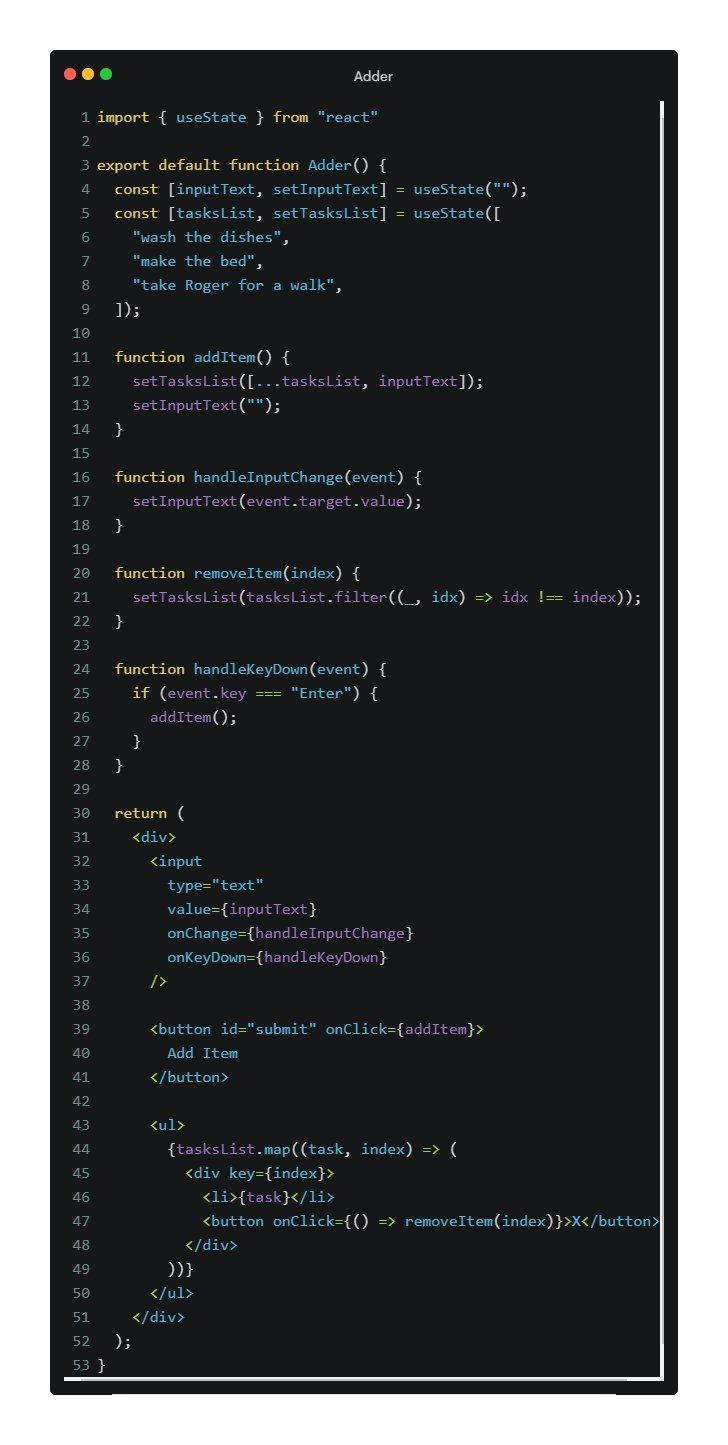 Adder
1 import { useState } from "react"
2
3 export default function Adder() {
4   const [inputText, setInputText] = useState("");
5   const [tasksList, setTasksList] = useState([
6     "wash the dishes",
7     "make the bed",
8     "take Roger for a walk",
9   ]);
10
11   function addItem() {
12     setTasksList([...tasksList, inputText]);
13     setInputText("");
14   }
15
16   function handleInputChange(event) {
17     setInputText(event.target.value);
18   }
19
20   function removeItem(index) {
21     setTasksList(tasksList.filter((_, idx) => idx !== index));
22   }
23
24   function handleKeyDown(event) {
25     if (event.key === "Enter") {
26       addItem();
27     }
28   }
29
30   return (
31     <div>
32       <input
33         type="text"
34         value={inputText}
35         onChange={handleInputChange}
36         onKeyDown={handleKeyDown}
37       />
38
39       <button id="submit" onClick={addItem}>
40         Add Item
41       </button>
42
43       <ul>
44         {tasksList.map((task, index) => (
45           <div key={index}>
46             <li>{task}</li>
47             <button onClick={() => removeItem(index)}>X</button>
48           </div>
49         ))}
50       </ul>
51     </div>
52   );
53 }